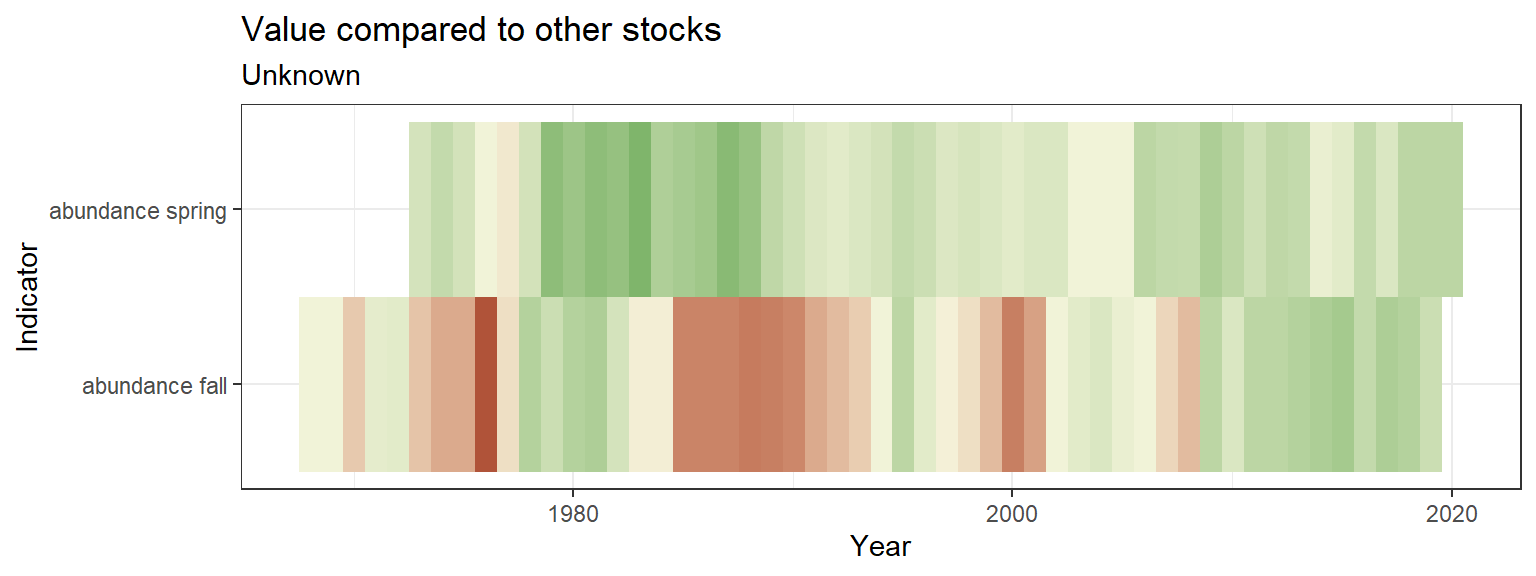 Value compared to other stocks
Unknown
abundance spring
abundance fall
Indicator
1980
2000
2020
Year